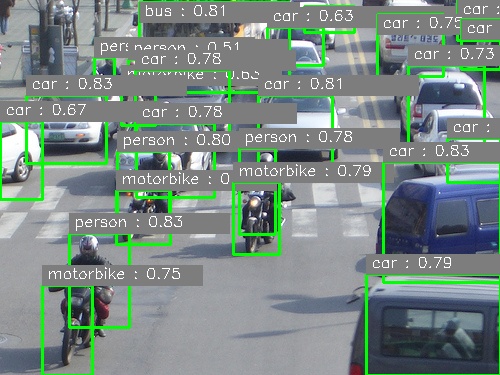 bus : 0.81
car : 0.63
car : 0.75
car :
car
person : 0.51
per
car : 0.78
motorbike : 0.63
car : 0.73
car : 0.83
car : 0.81
car : 0.67
car : 0.78
car :
person : 0.80
person : 0.78
car : 0.83
motorbike : 0
motorbike : 0.79
person : 0.83
car : 0.79
motorbike : 0.75